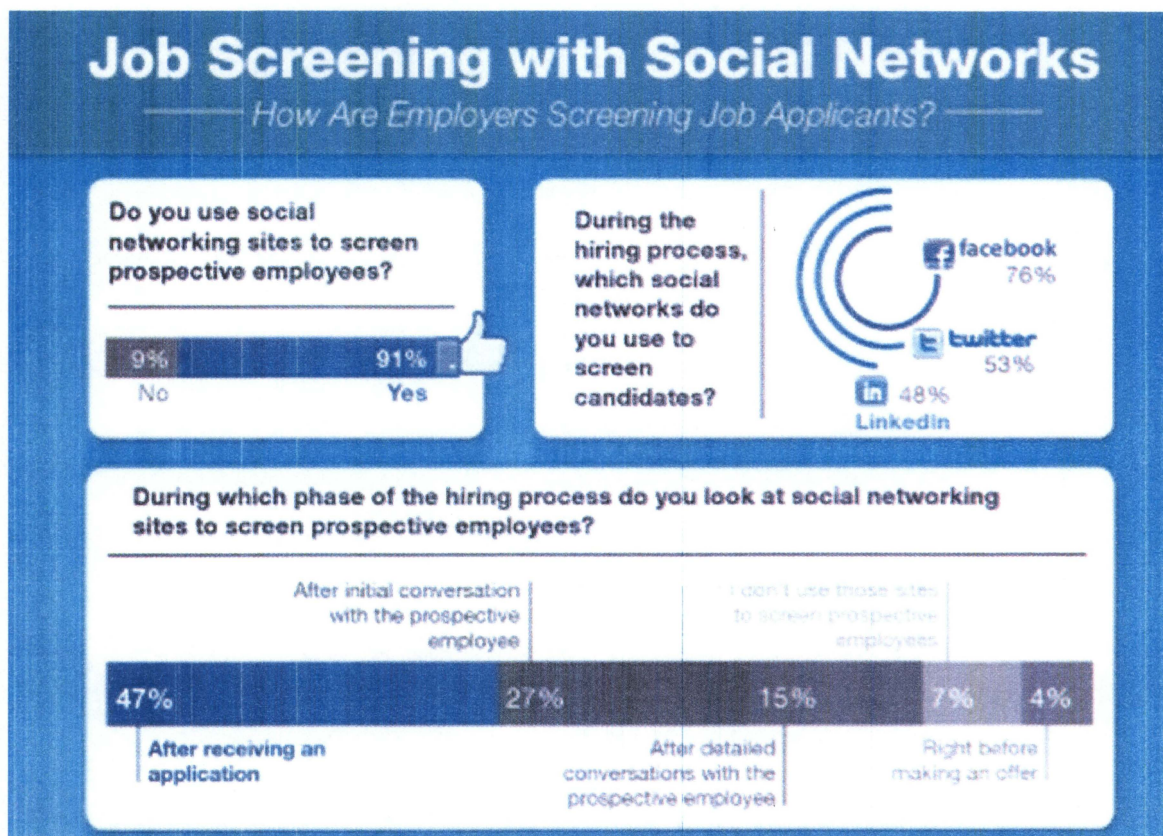 Job Screening with Social Networks
How Are Employers Screening Job Applicants?
Do you use social
networking sites to screen
prospective employees?
9%
91%
No
Yes
During the
hiring process,
which social
networks do
you use to
screen
candidates?
facebook
76%
twitter
53%
in 48%
LinkedIn
During which phase of the hiring process do you look at social networking
sites to screen prospective employees?
After initial conversation
with the prospective
employee
I don't use those sites
to screen prospective
employees
47%
27%
15%
7%
4%
After receiving an
application
After detailed
conversations with the
prospective employee
Right before
making an offer